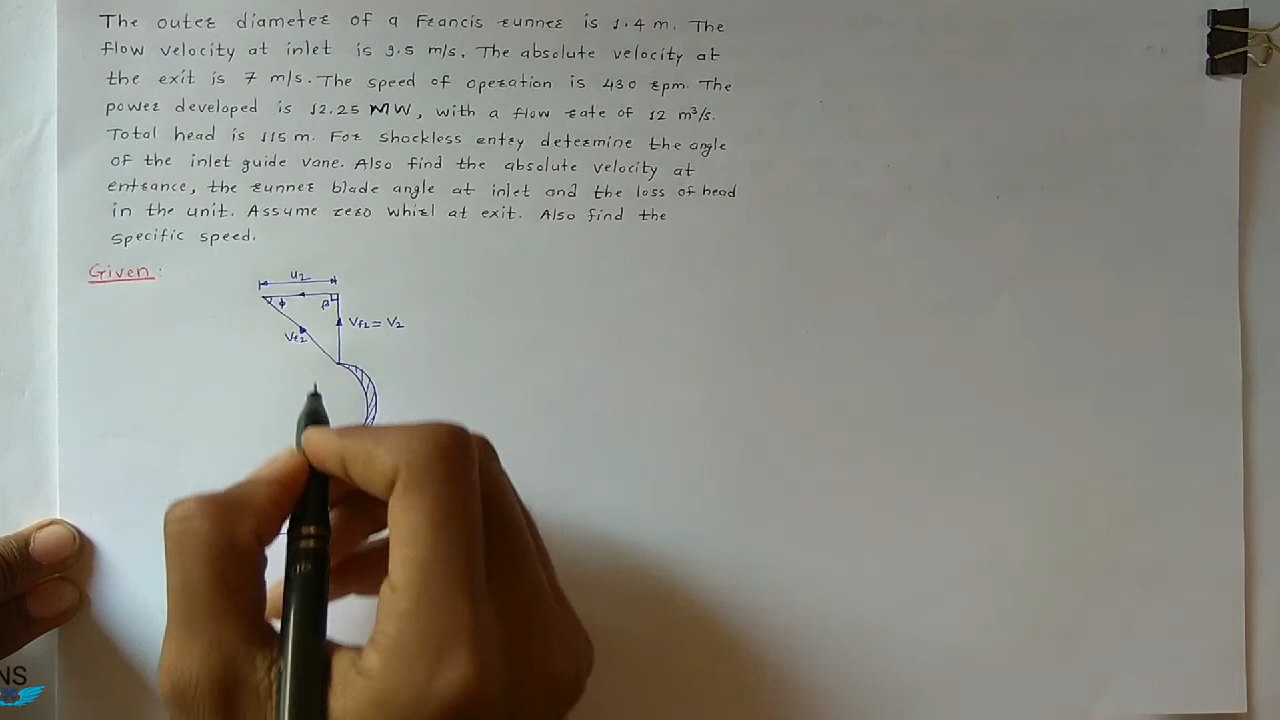 The outer diameter of a Francis runner is 1.4 m. The
flow velocity at inlet is 9.5 m/s. The absolute velocity at
the exit is 7 m/s. The speed of operation is 430 rpm. The
power developed is 12.25 MW, with a flow rate of 12 m³/s.
Total head is 115 m. For shockless entry determine the angle
of the inlet guide vane. Also find the absolute velocity at
entrance, the runner blade angle at inlet and the loss of head
in the unit. Assume zero whirl at exit. Also find the
specific speed.
Given:
u₂
ϕ β
Vf2 = V₂
Vr2
NS